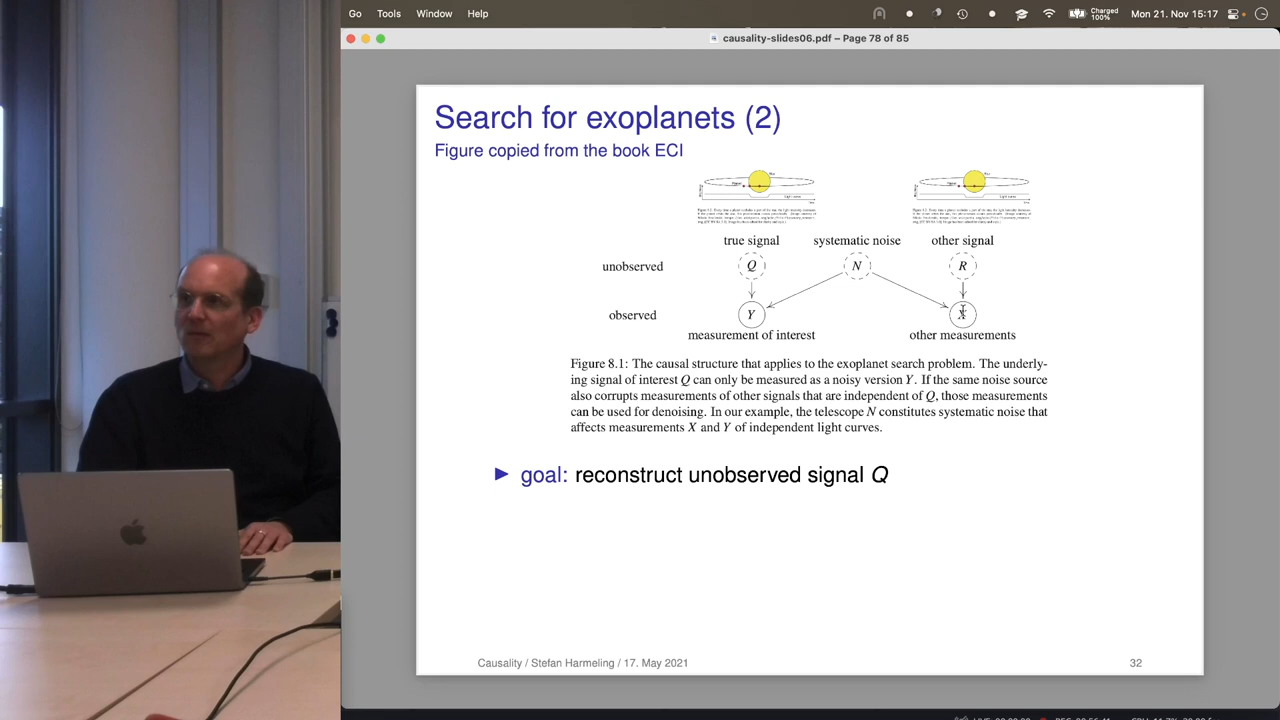 Go Tools Window Help Charged 100% Mon 21. Nov 15:17
causality-slides06.pdf – Page 78 of 85
Search for exoplanets (2)
Figure copied from the book ECI
true signal systematic noise other signal
unobserved Q N R
observed Y X
measurement of interest other measurements
Figure 8.1: The causal structure that applies to the exoplanet search problem. The underly-
ing signal of interest Q can only be measured as a noisy version Y. If the same noise source
also corrupts measurements of other signals that are independent of Q, those measurements
can be used for denoising. In our example, the telescope N constitutes systematic noise that
affects measurements X and Y of independent light curves.
► goal: reconstruct unobserved signal Q
Causality / Stefan Harmeling / 17. May 2021 32